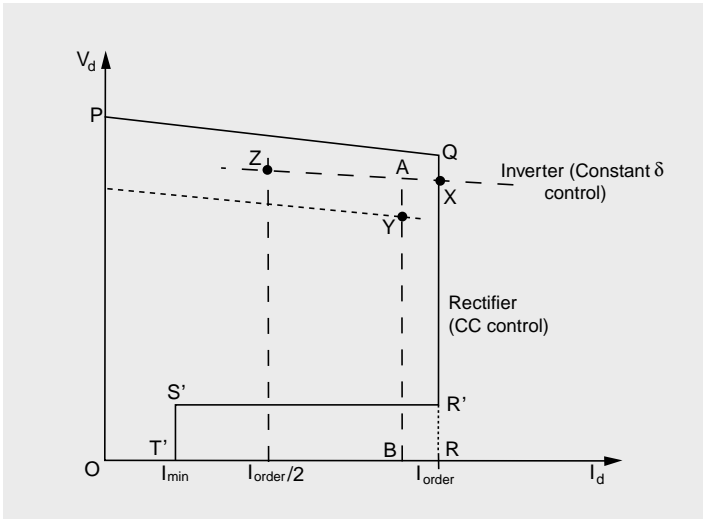 V_d
P
Q
Z
A
Inverter (Constant δ
control)
X
Y
Rectifier
(CC control)
S’
R’
T’
B
R
O
I_min
I_order/2
I_order
I_d